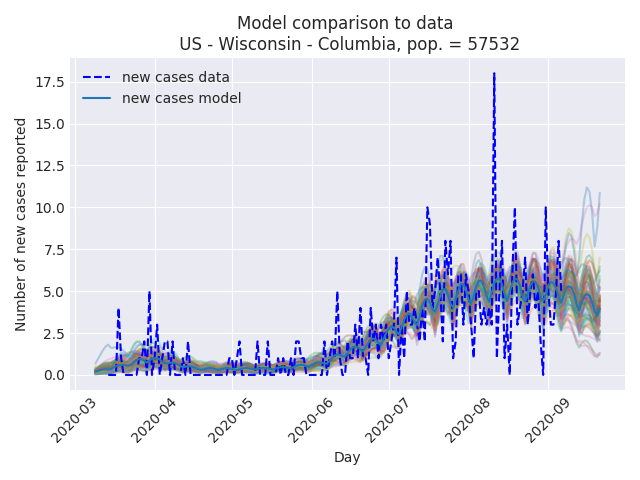 Model comparison to data
US - Wisconsin - Columbia, pop. = 57532
new cases data
new cases model
Number of new cases reported
17.5
15.0
12.5
10.0
7.5
5.0
2.5
0.0
2020-03
2020-04
2020-05
2020-06
2020-07
2020-08
2020-09
Day